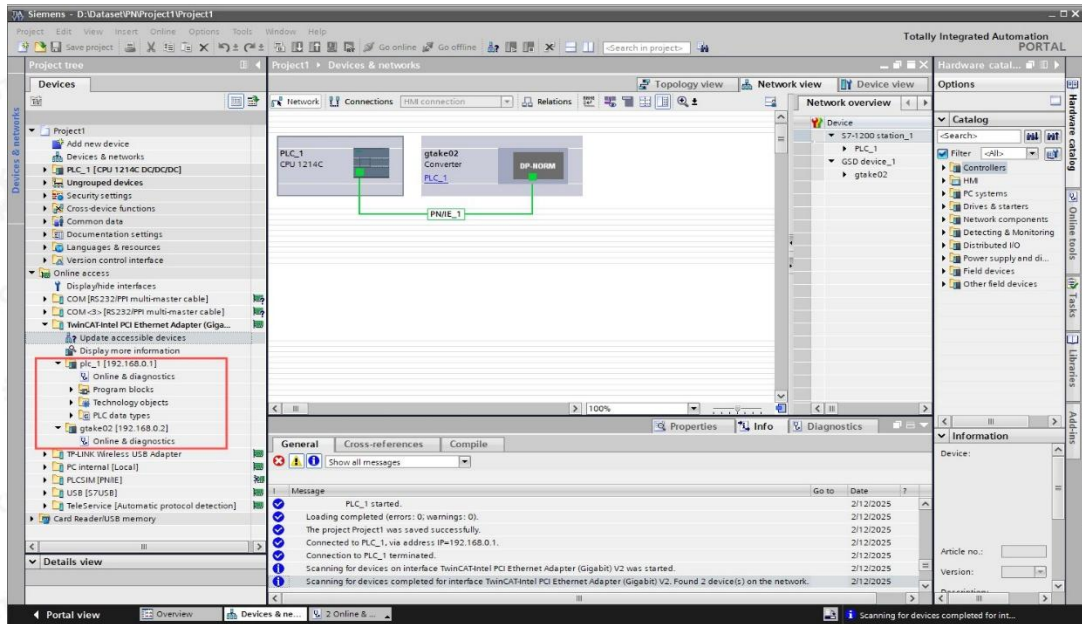 Siemens - D:\Dataset\PN\Project1\Project1
Project Edit View Insert Online Options Tools Window Help
Save project Go online Go offline <Search in project>
Totally Integrated Automation
PORTAL
Project tree
Devices
Devices & networks
Project1
Add new device
Devices & networks
PLC_1 [CPU 1214C DC/DC/DC]
Ungrouped devices
Security settings
Cross-device functions
Common data
Documentation settings
Languages & resources
Version control interface
Online access
Display/hide interfaces
COM [RS232/PPI multi-master cable]
COM <3> [RS232/PPI multi-master cable]
TwinCAT-Intel PCI Ethernet Adapter (Giga...
Update accessible devices
Display more information
plc_1 [192.168.0.1]
Online & diagnostics
Program blocks
Technology objects
PLC data types
gtake02 [192.168.0.2]
Online & diagnostics
TP-LINK Wireless USB Adapter
PC internal [Local]
PLCSIM [PN/IE]
USB [S7USB]
TeleService [Automatic protocol detection]
Card Reader/USB memory
Details view
Project1 Devices & networks
Topology view Network view Device view
Network Connections HMI connection Relations
PLC_1
CPU 1214C
gtake02
Converter
PLC_1
DP-NORM
PN/IE_1
100%
Network overview
Device
S7-1200 station_1
PLC_1
GSD device_1
gtake02
Properties Info Diagnostics
General Cross-references Compile
Show all messages
! Message Go to Date ?
PLC_1 started. 2/12/2025
Loading completed (errors: 0; warnings: 0). 2/12/2025
The project Project1 was saved successfully. 2/12/2025
Connected to PLC_1, via address IP=192.168.0.1. 2/12/2025
Connection to PLC_1 terminated. 2/12/2025
Scanning for devices on interface TwinCAT-Intel PCI Ethernet Adapter (Gigabit) V2 was started. 2/12/2025
Scanning for devices completed for interface TwinCAT-Intel PCI Ethernet Adapter (Gigabit) V2. Found 2 device(s) on the network. 2/12/2025
Hardware catal...
Options
Catalog
<Search>
Filter <All>
Controllers
HMI
PC systems
Drives & starters
Network components
Detecting & Monitoring
Distributed I/O
Power supply and di...
Field devices
Other field devices
Information
Device:
Article no.:
Version:
Description:
Hardware catalog
Online tools
Tasks
Libraries
Add-ins
Portal view Overview Devices & ne... 2 Online & ... Scanning for devices completed for int...